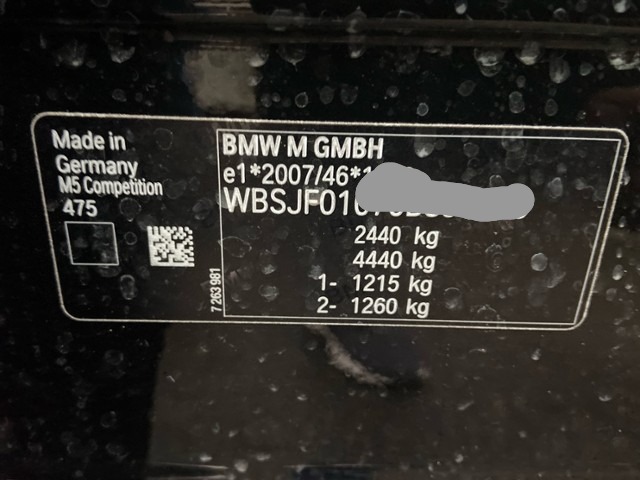 Made in
Germany
M5 Competition
475
BMW M GMBH
e1*2007/46*
WBSJF010
2440 kg
4440 kg
1- 1215 kg
2- 1260 kg
7 263 981